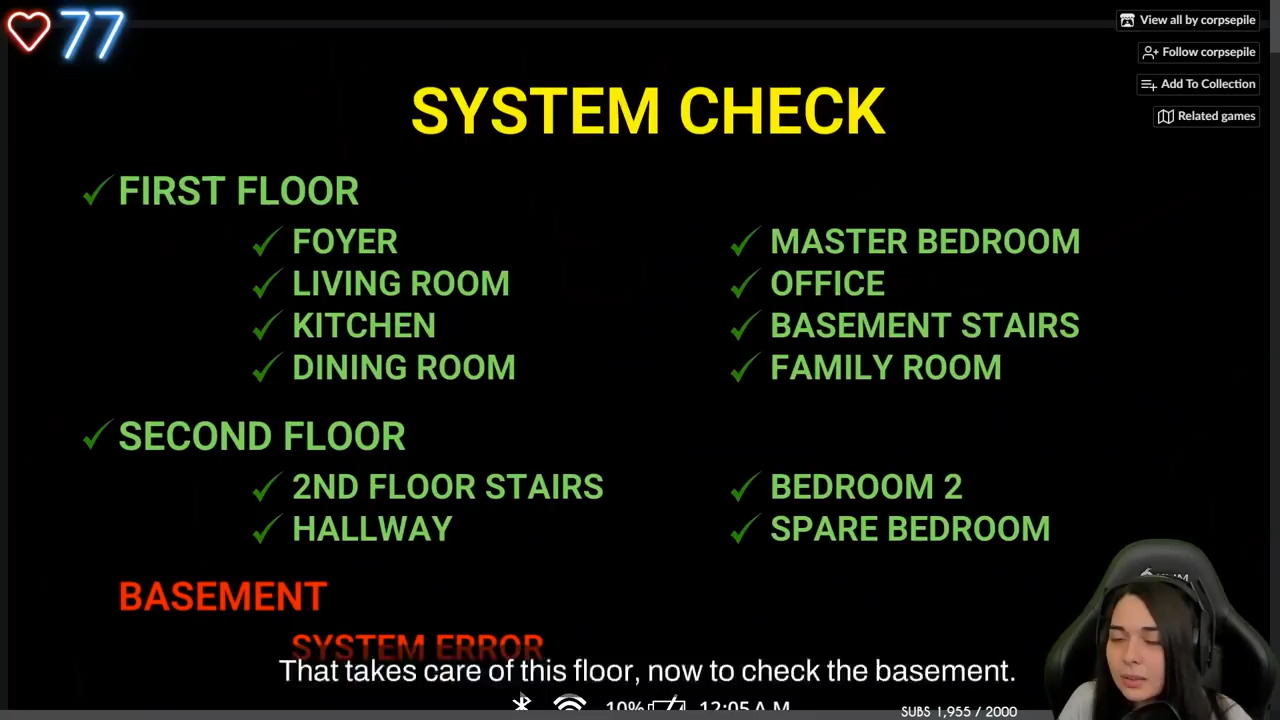 77
View all by corpsepile
Follow corpsepile
Add To Collection
Related games
SYSTEM CHECK
✓ FIRST FLOOR
✓ FOYER
✓ LIVING ROOM
✓ KITCHEN
✓ DINING ROOM
✓ MASTER BEDROOM
✓ OFFICE
✓ BASEMENT STAIRS
✓ FAMILY ROOM
✓ SECOND FLOOR
✓ 2ND FLOOR STAIRS
✓ HALLWAY
✓ BEDROOM 2
✓ SPARE BEDROOM
BASEMENT
SYSTEM ERROR
That takes care of this floor, now to check the basement.
10% 12:05 A.M.
SUBS 1,955 / 2000